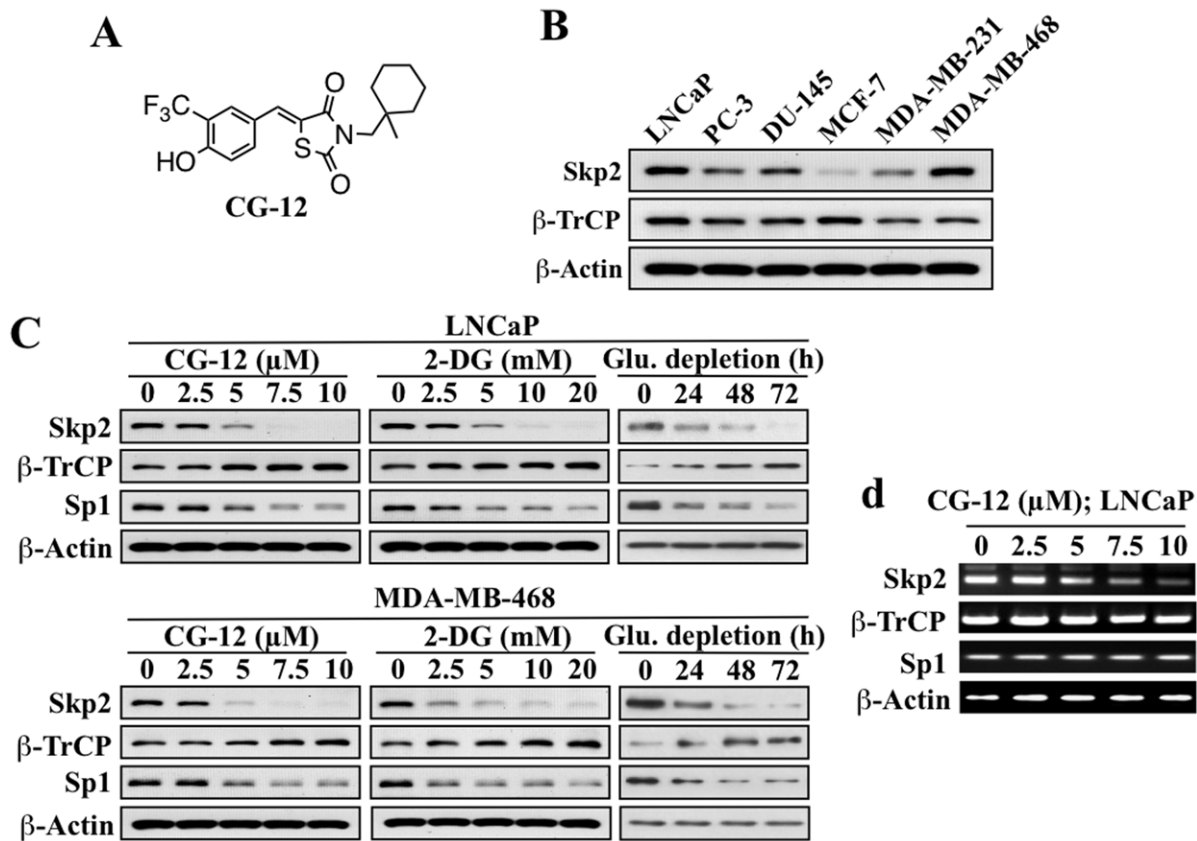 A
F₃C
HO
O
N
S
O
CG-12
B
LNCaP
PC-3
DU-145
MCF-7
MDA-MB-231
MDA-MB-468
Skp2
β-TrCP
β-Actin
C
LNCaP
CG-12 (µM) 2-DG (mM) Glu. depletion (h)
0 2.5 5 7.5 10 0 2.5 5 10 20 0 24 48 72
Skp2
β-TrCP
Sp1
β-Actin
MDA-MB-468
CG-12 (µM) 2-DG (mM) Glu. depletion (h)
0 2.5 5 7.5 10 0 2.5 5 10 20 0 24 48 72
Skp2
β-TrCP
Sp1
β-Actin
d
CG-12 (µM); LNCaP
0 2.5 5 7.5 10
Skp2
β-TrCP
Sp1
β-Actin